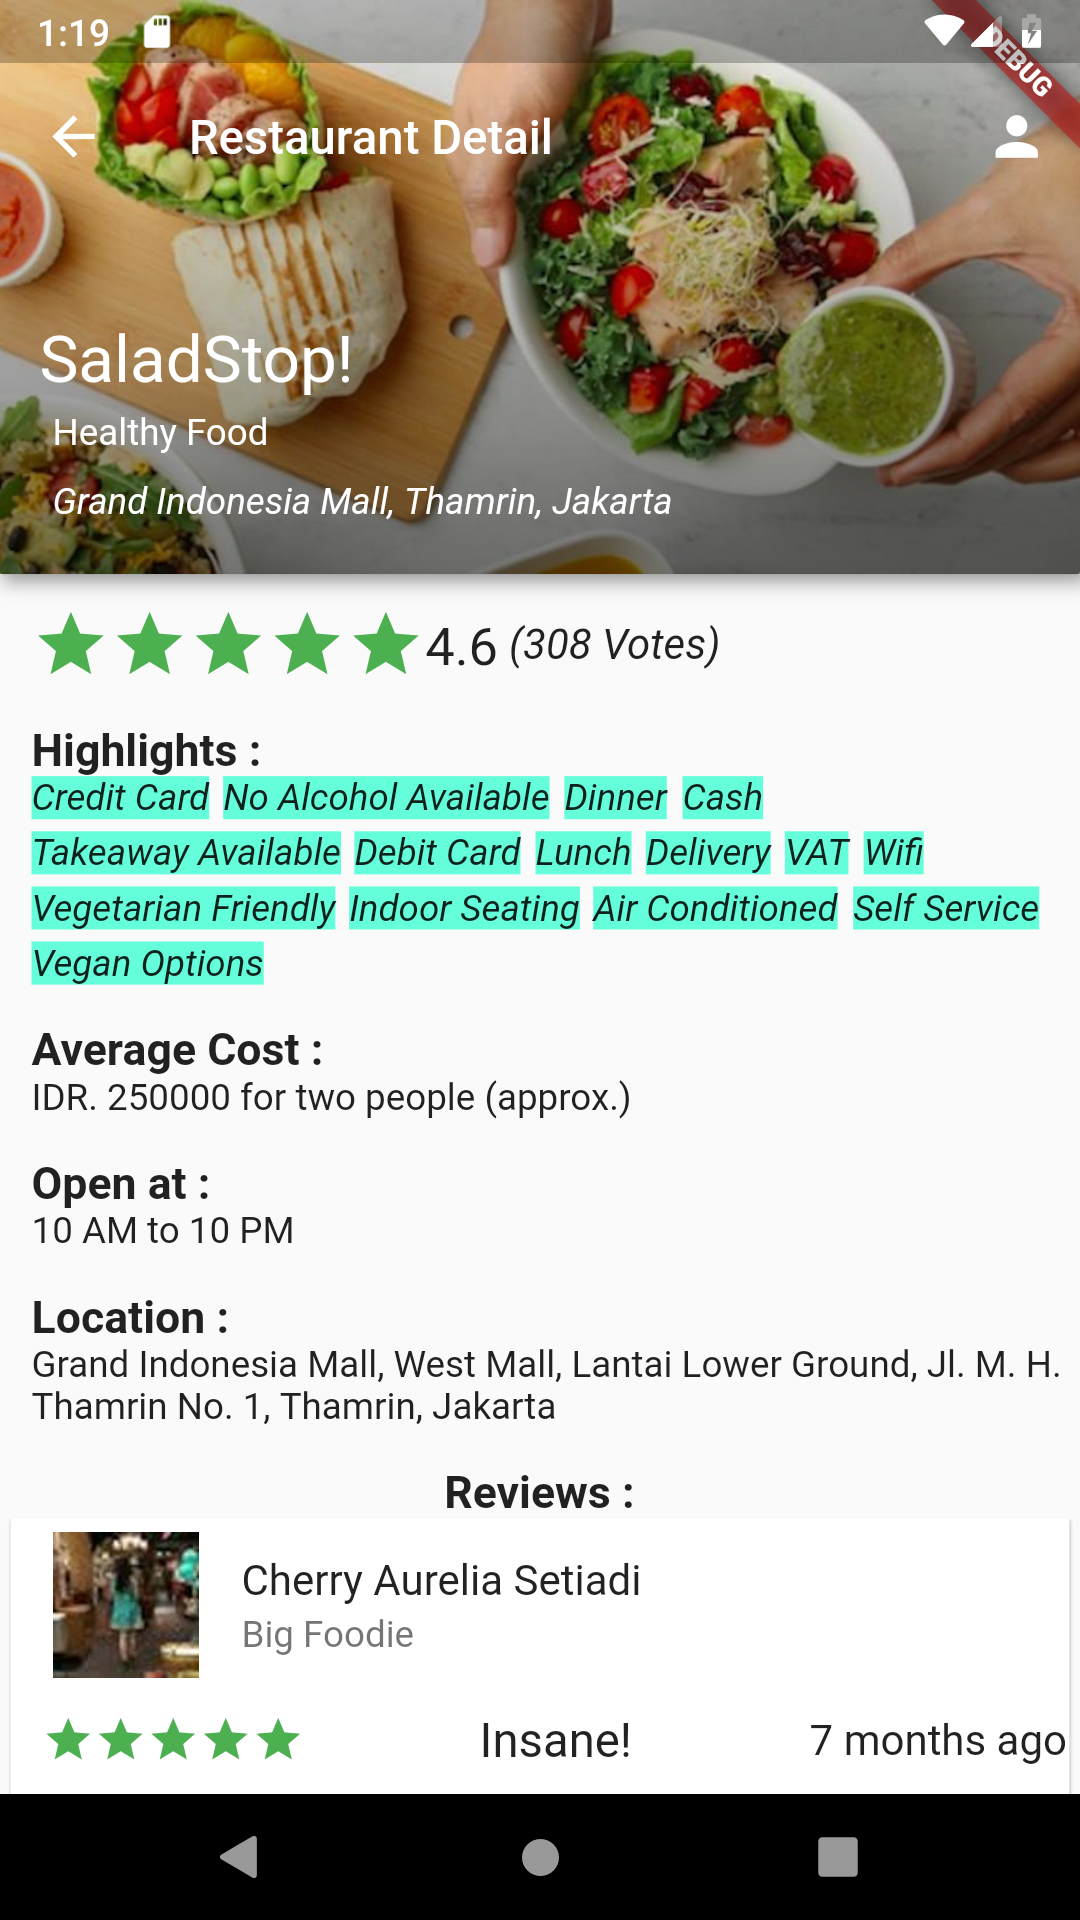 1:19
DEBUG
Restaurant Detail
SaladStop!
Healthy Food
Grand Indonesia Mall, Thamrin, Jakarta
4.6 (308 Votes)
Highlights :
Credit Card No Alcohol Available Dinner Cash
Takeaway Available Debit Card Lunch Delivery VAT Wifi
Vegetarian Friendly Indoor Seating Air Conditioned Self Service
Vegan Options
Average Cost :
IDR. 250000 for two people (approx.)
Open at :
10 AM to 10 PM
Location :
Grand Indonesia Mall, West Mall, Lantai Lower Ground, Jl. M. H.
Thamrin No. 1, Thamrin, Jakarta
Reviews :
Cherry Aurelia Setiadi
Big Foodie
Insane! 7 months ago